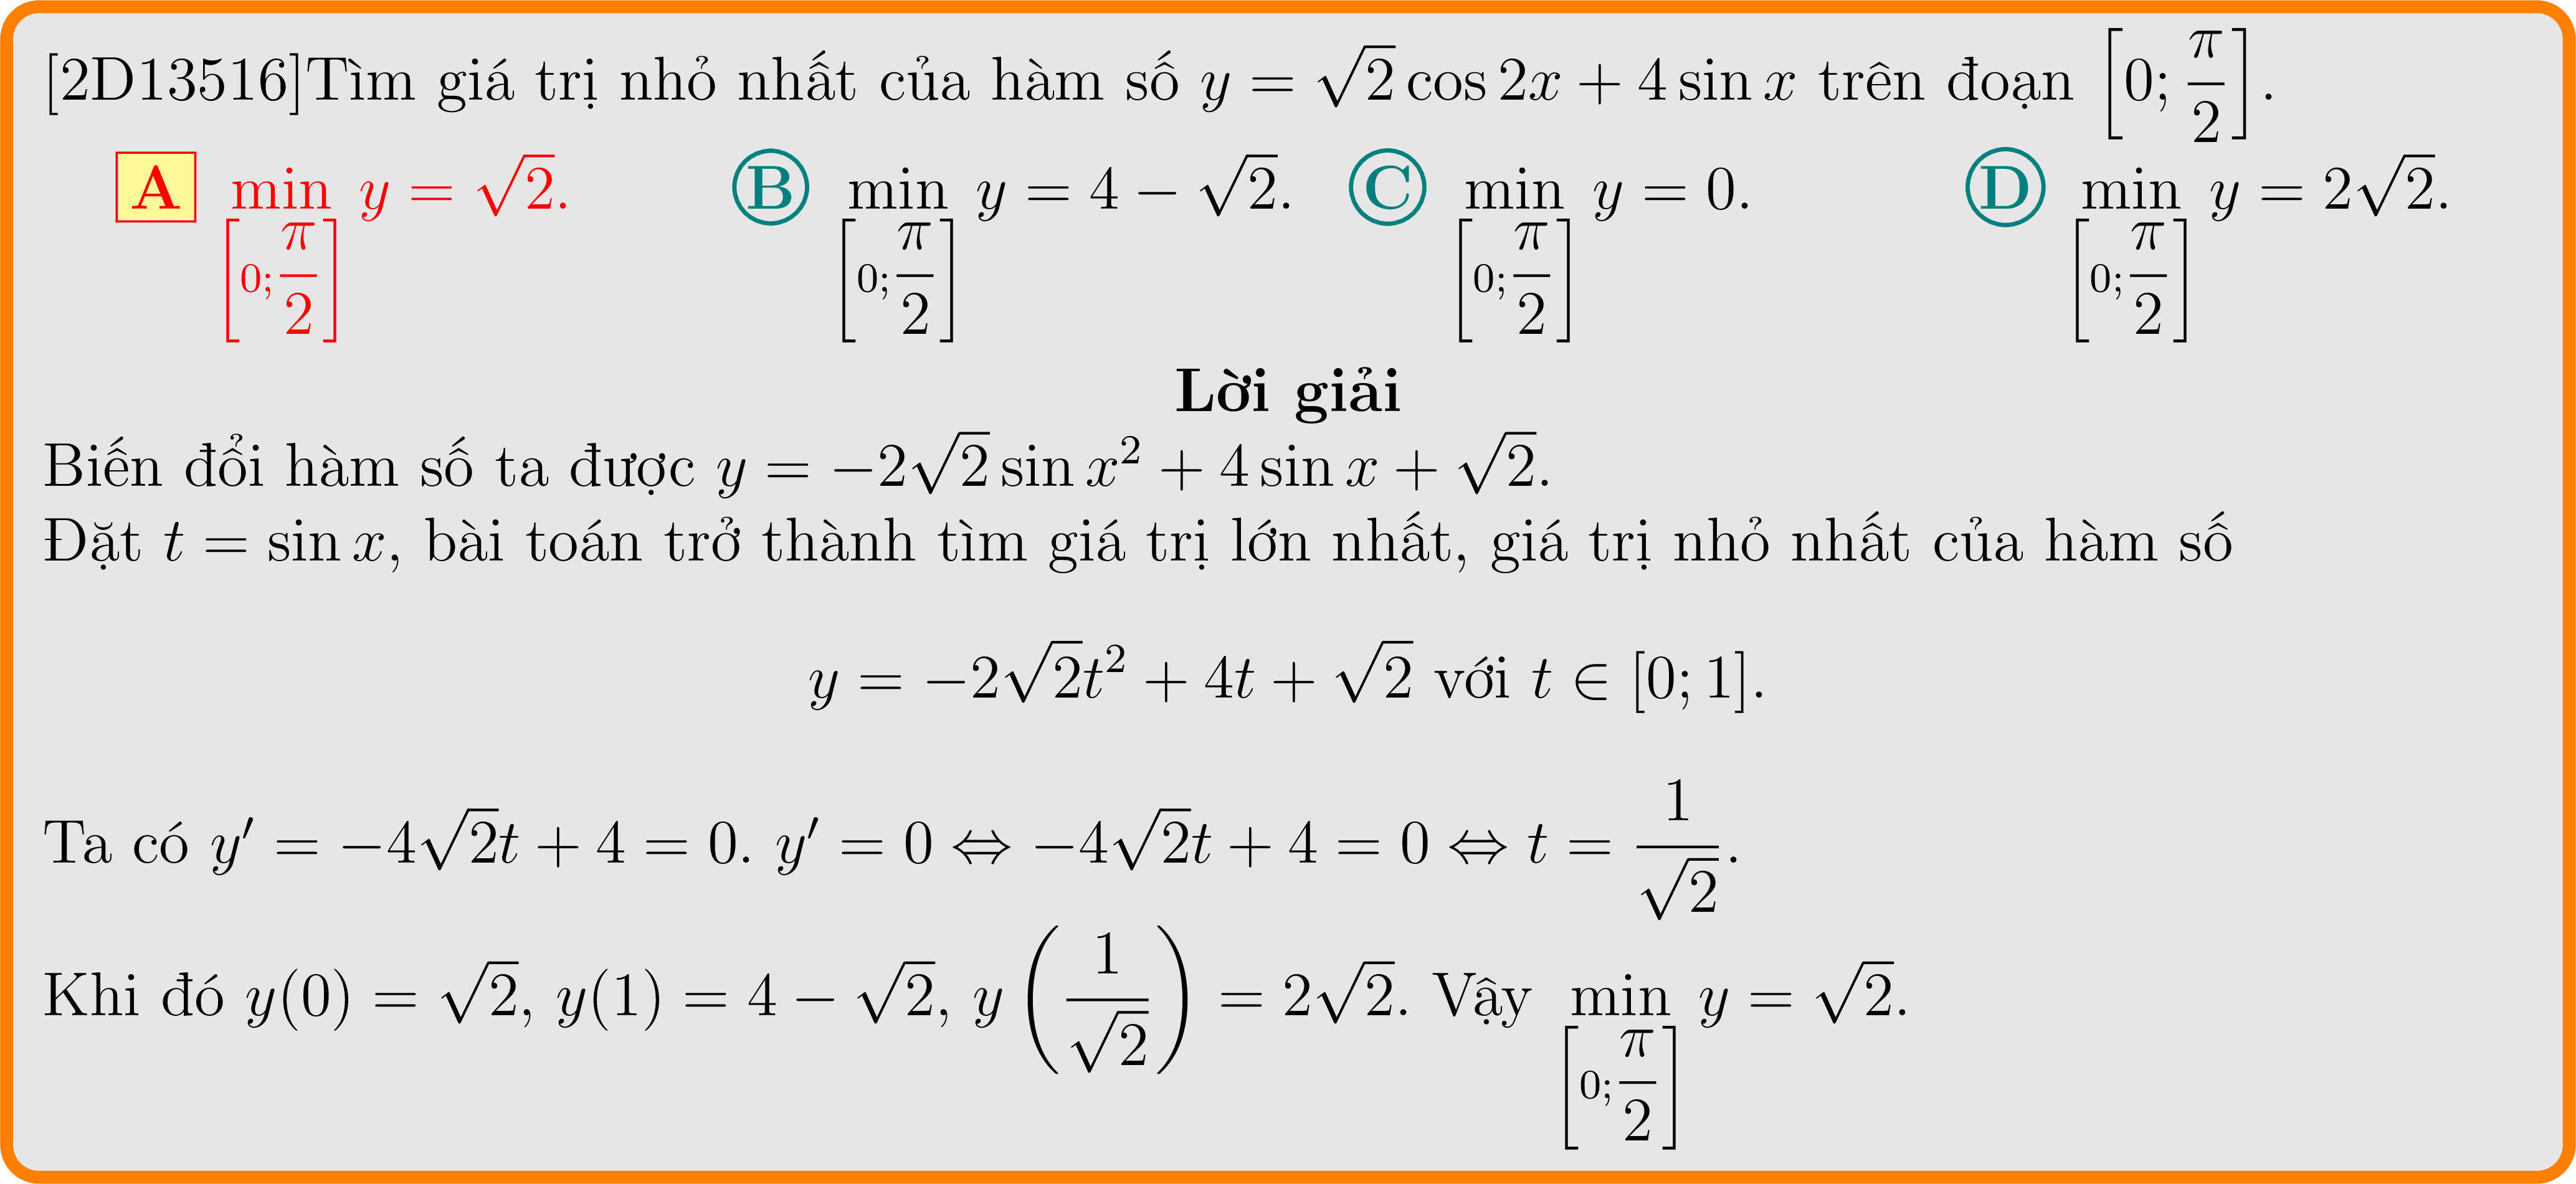 [2D13516]Tìm giá trị nhỏ nhất của hàm số $y = \sqrt{2}\cos 2x + 4\sin x$ trên đoạn $\left[0; \dfrac{\pi}{2}\right]$.
A $\min\limits_{\left[0;\frac{\pi}{2}\right]} y = \sqrt{2}$. B $\min\limits_{\left[0;\frac{\pi}{2}\right]} y = 4 - \sqrt{2}$. C $\min\limits_{\left[0;\frac{\pi}{2}\right]} y = 0$. D $\min\limits_{\left[0;\frac{\pi}{2}\right]} y = 2\sqrt{2}$.
Lời giải
Biến đổi hàm số ta được $y = -2\sqrt{2}\sin x^2 + 4\sin x + \sqrt{2}$.
Đặt $t = \sin x$, bài toán trở thành tìm giá trị lớn nhất, giá trị nhỏ nhất của hàm số
$y = -2\sqrt{2}t^2 + 4t + \sqrt{2}$ với $t \in [0; 1]$.
Ta có $y' = -4\sqrt{2}t + 4 = 0$. $y' = 0 \Leftrightarrow -4\sqrt{2}t + 4 = 0 \Leftrightarrow t = \dfrac{1}{\sqrt{2}}$.
Khi đó $y(0) = \sqrt{2}$, $y(1) = 4 - \sqrt{2}$, $y\left(\dfrac{1}{\sqrt{2}}\right) = 2\sqrt{2}$. Vậy $\min\limits_{\left[0;\frac{\pi}{2}\right]} y = \sqrt{2}$.